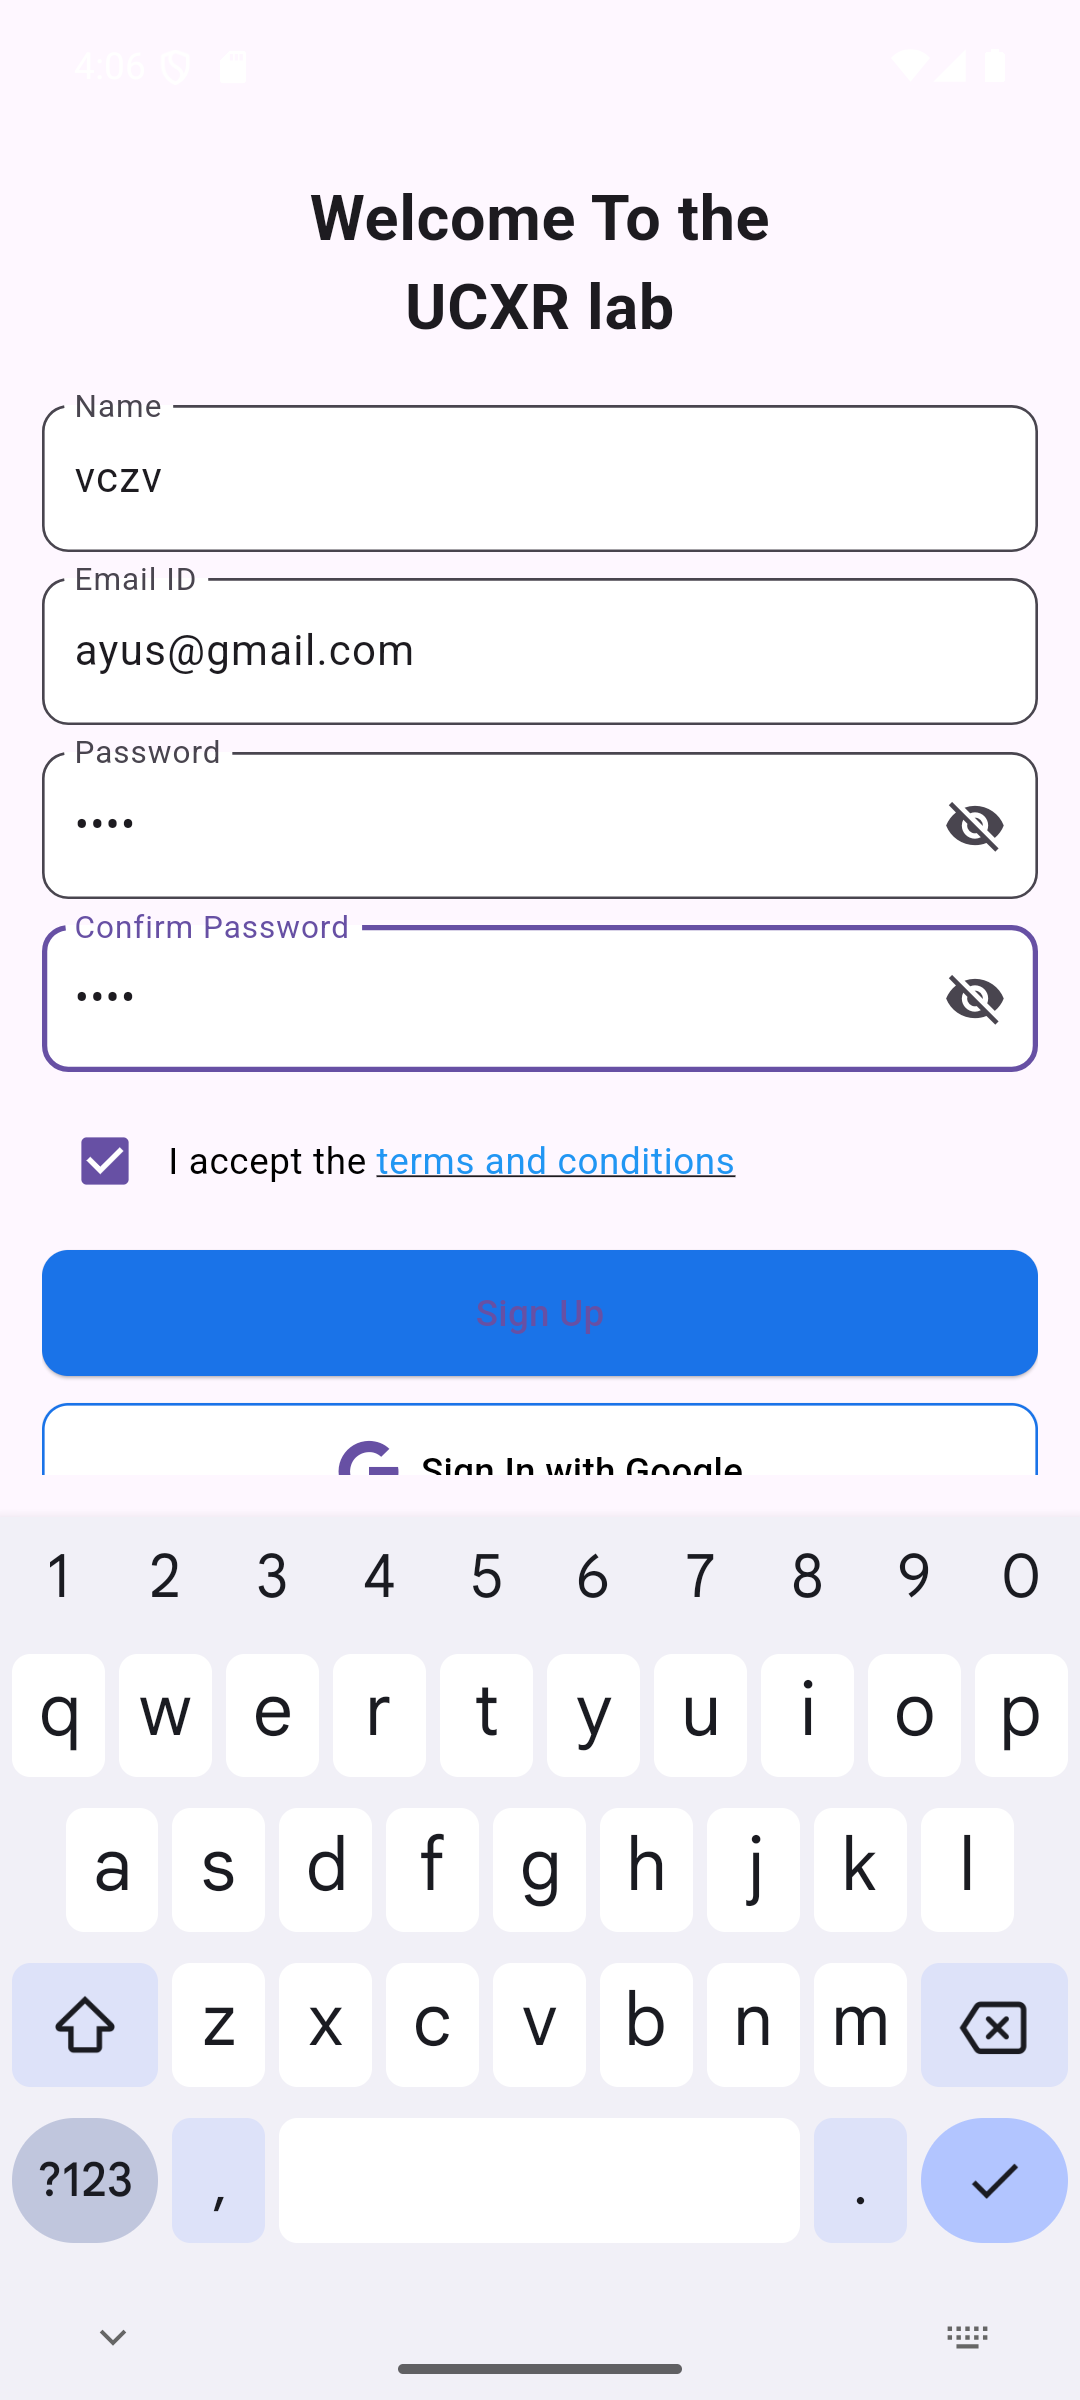 4:06
Welcome To the
UCXR lab
Name
vczv
Email ID
ayus@gmail.com
Password
••••
Confirm Password
••••
I accept the terms and conditions
Sign Up
Sign In with Google
1 2 3 4 5 6 7 8 9 0
q w e r t y u i o p
a s d f g h j k l
z x c v b n m
?123 , .